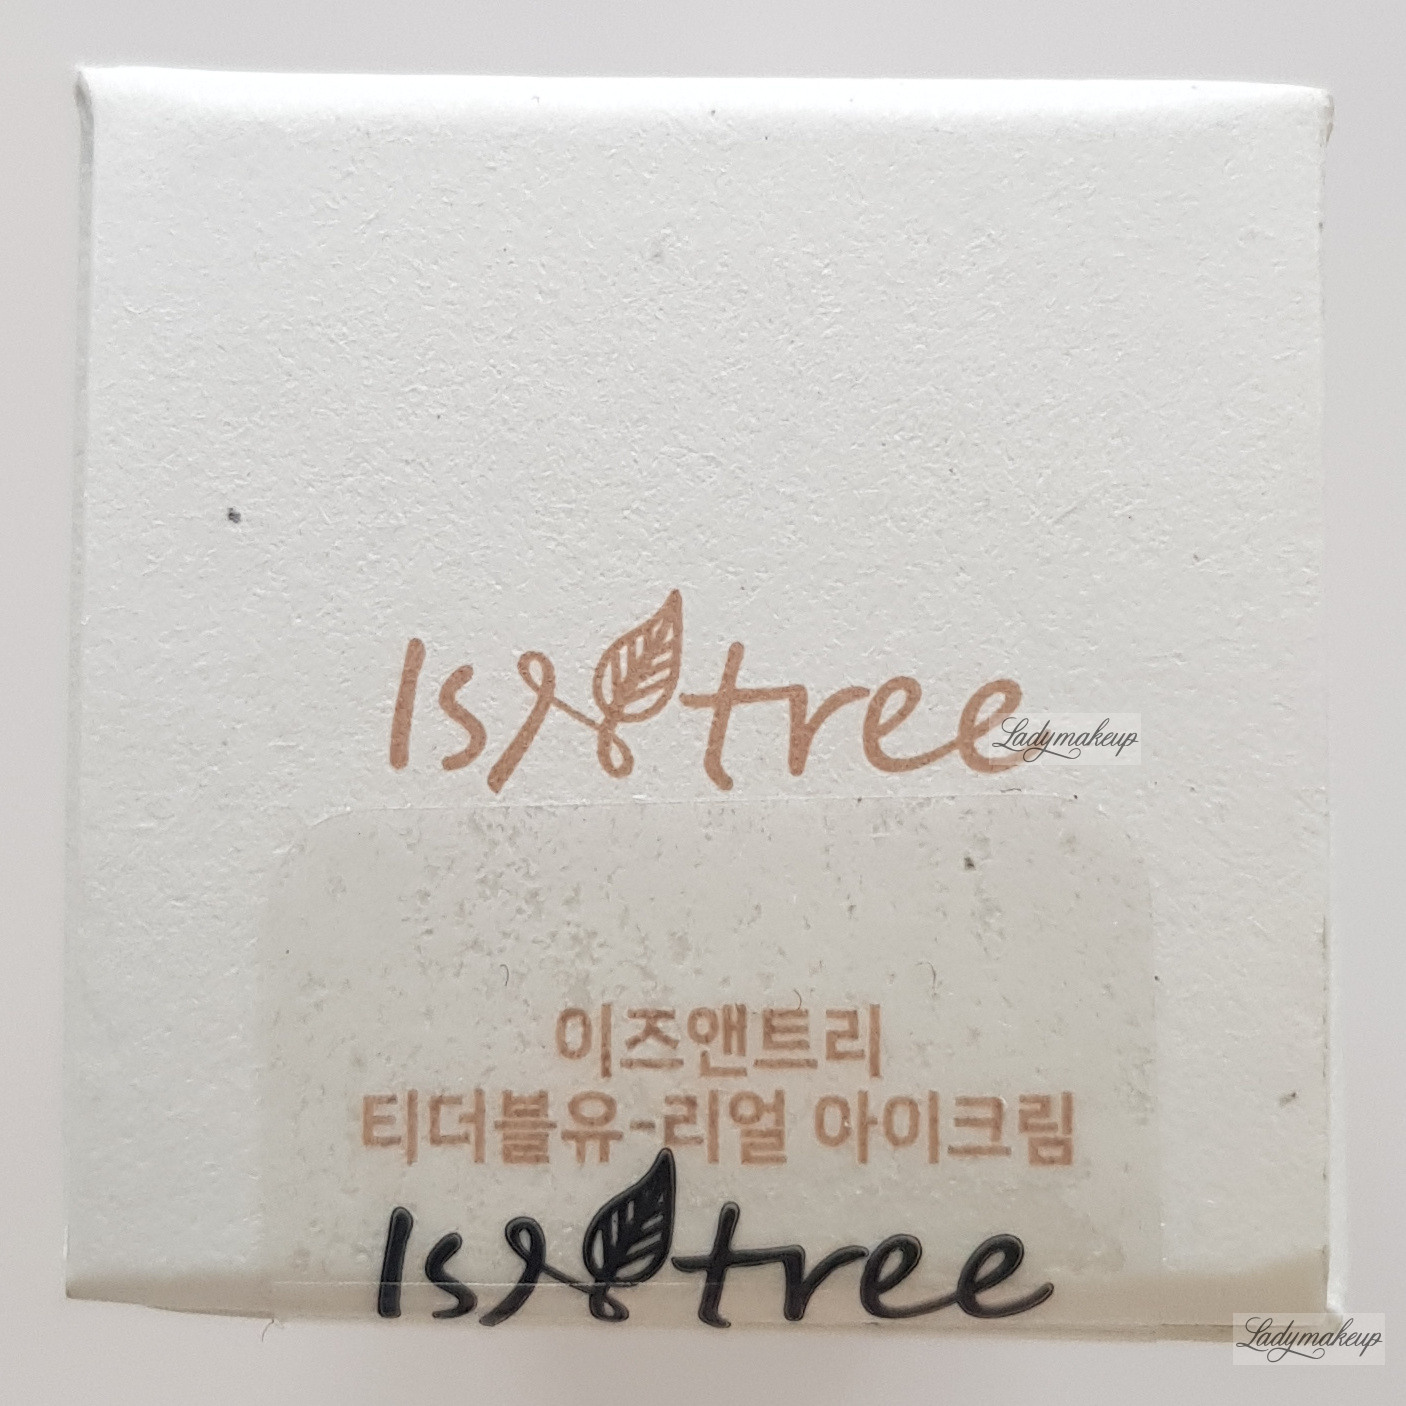 Isntree
Ladymakeup
이즈앤트리
티더블유-리얼 아이크림
Isntree
Ladymakeup